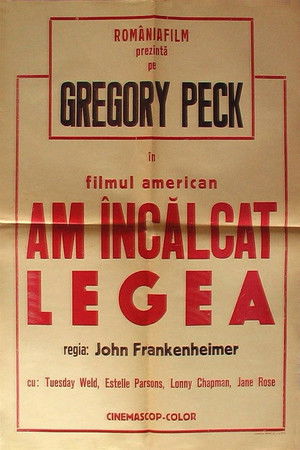 ROMÂNIAFILM
prezintă
pe
GREGORY PECK
în
filmul american
AM ÎNCĂLCAT
LEGEA
regia: John Frankenheimer
cu: Tuesday Weld, Estelle Parsons, Lonny Chapman, Jane Rose
CINEMASCOP-COLOR